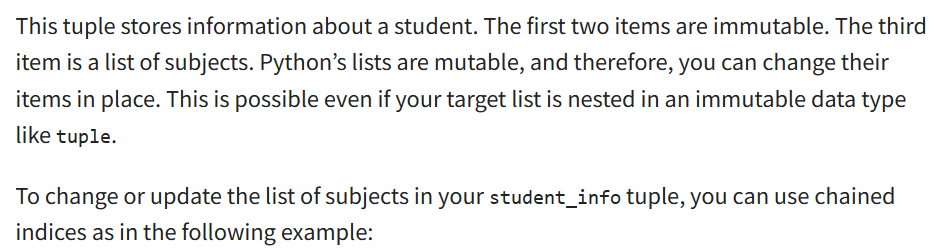 This tuple stores information about a student. The first two items are immutable. The third
item is a list of subjects. Python’s lists are mutable, and therefore, you can change their
items in place. This is possible even if your target list is nested in an immutable data type
like tuple.
To change or update the list of subjects in your student_info tuple, you can use chained
indices as in the following example: